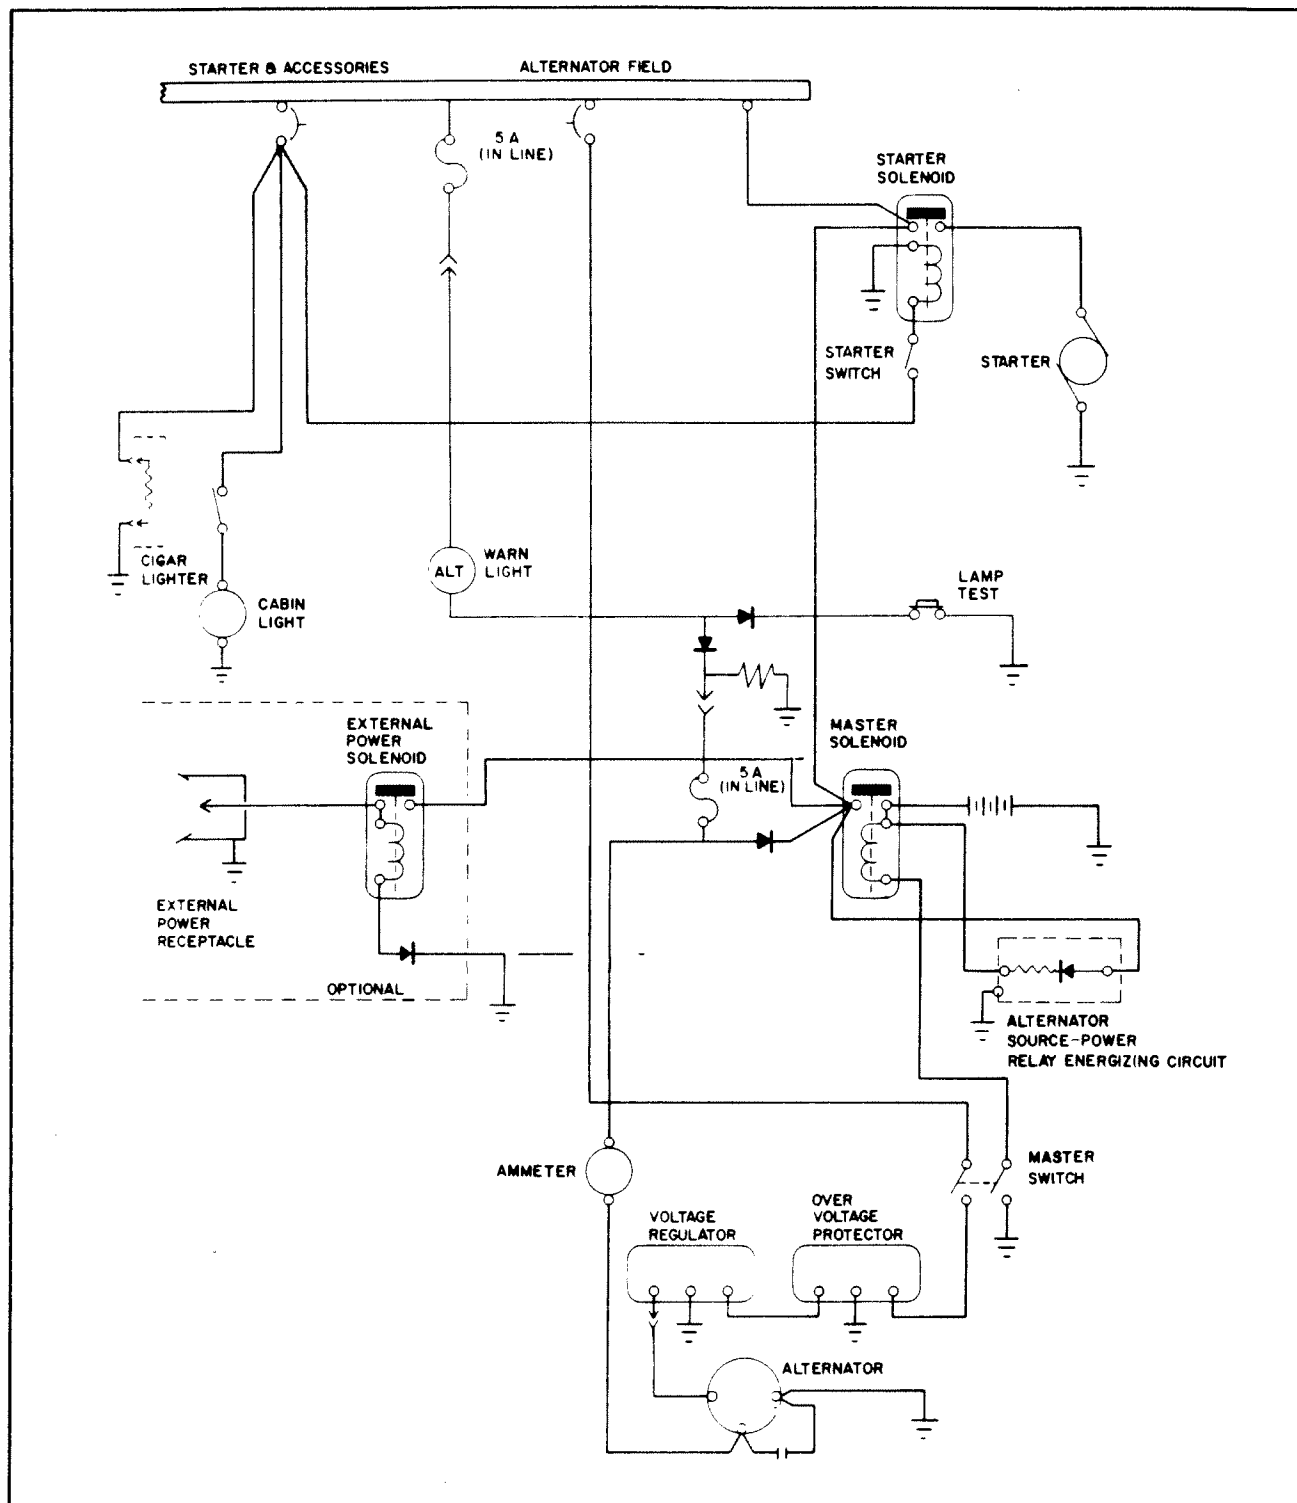 STARTER & ACCESSORIES
ALTERNATOR FIELD
5 A
(IN LINE)
STARTER
SOLENOID
STARTER
SWITCH
STARTER
CIGAR
LIGHTER
CABIN
LIGHT
ALT
WARN
LIGHT
LAMP
TEST
EXTERNAL
POWER
SOLENOID
MASTER
SOLENOID
5 A
(IN LINE)
EXTERNAL
POWER
RECEPTACLE
OPTIONAL
ALTERNATOR
SOURCE-POWER
RELAY ENERGIZING CIRCUIT
AMMETER
MASTER
SWITCH
VOLTAGE
REGULATOR
OVER
VOLTAGE
PROTECTOR
ALTERNATOR